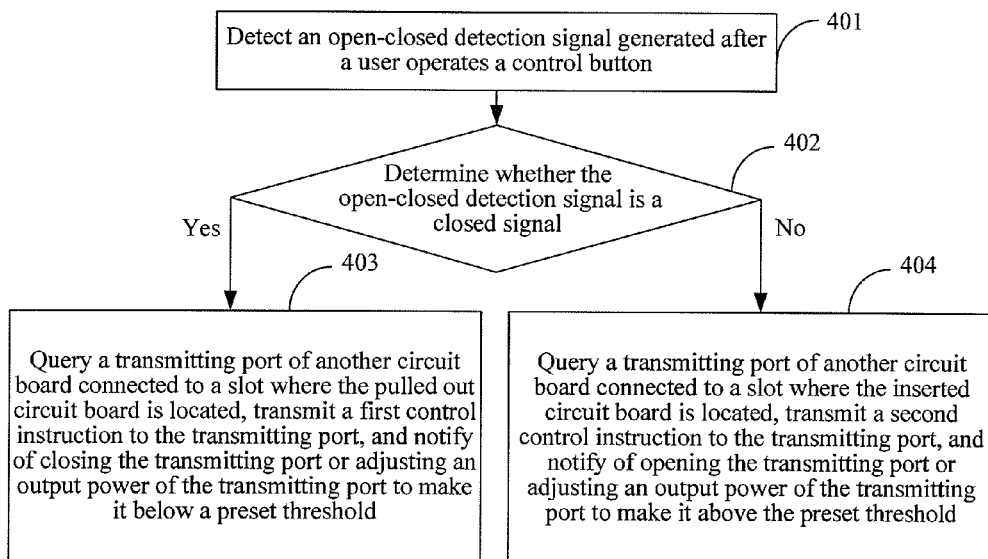 Detect an open-closed detection signal generated after
a user operates a control button
401
402
Determine whether the
open-closed detection signal is a
closed signal
Yes
No
403
404
Query a transmitting port of another circuit
board connected to a slot where the pulled out
circuit board is located, transmit a first control
instruction to the transmitting port, and notify
of closing the transmitting port or adjusting an
output power of the transmitting port to make
it below a preset threshold
Query a transmitting port of another circuit
board connected to a slot where the inserted
circuit board is located, transmit a second
control instruction to the transmitting port, and
notify of opening the transmitting port or
adjusting an output power of the transmitting
port to make it above the preset threshold